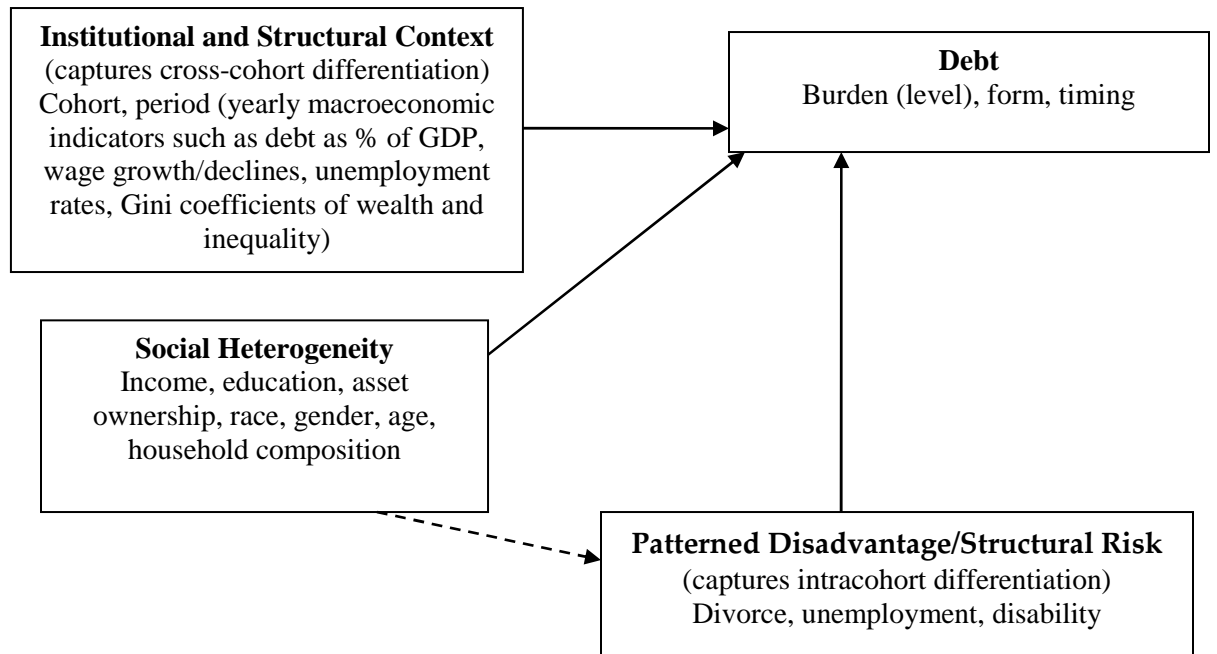 Institutional and Structural Context
(captures cross-cohort differentiation)
Cohort, period (yearly macroeconomic
indicators such as debt as % of GDP,
wage growth/declines, unemployment
rates, Gini coefficients of wealth and
inequality)
Debt
Burden (level), form, timing
Social Heterogeneity
Income, education, asset
ownership, race, gender, age,
household composition
Patterned Disadvantage/Structural Risk
(captures intracohort differentiation)
Divorce, unemployment, disability